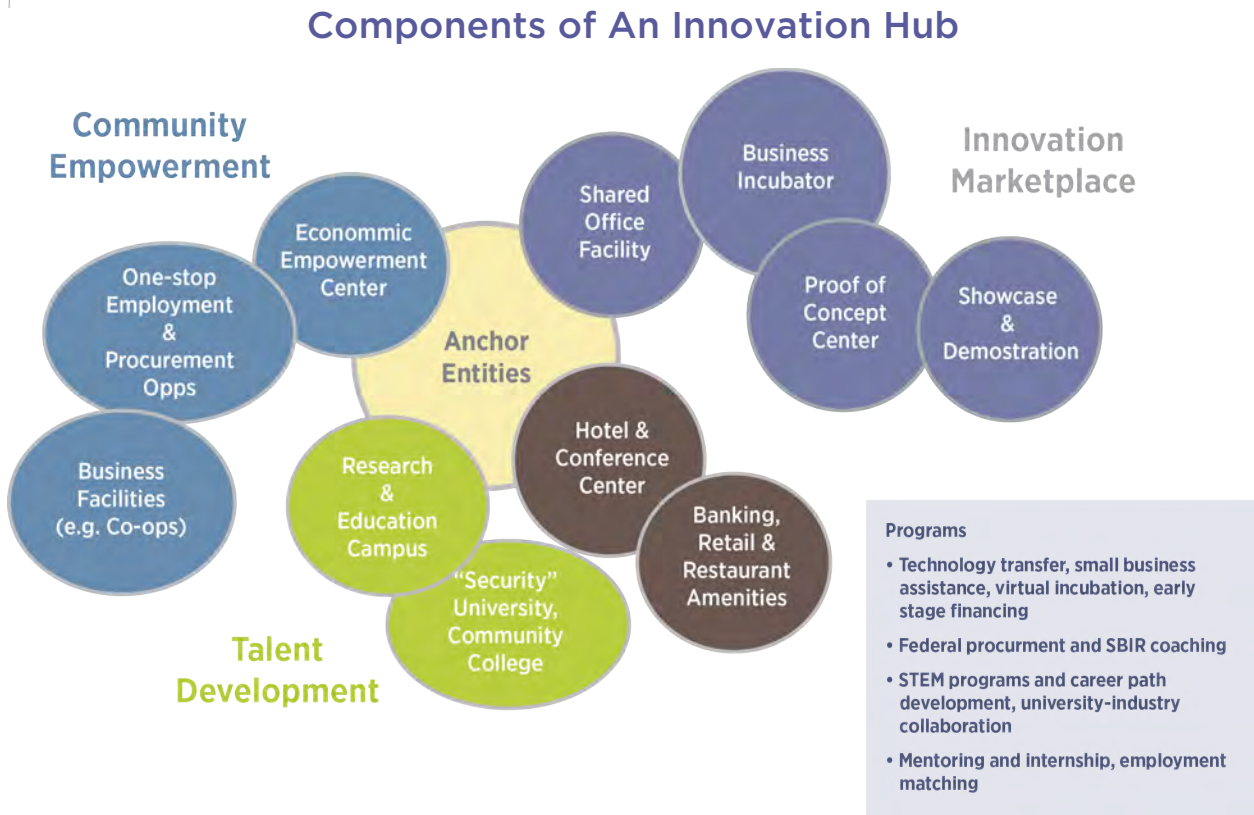 Components of An Innovation Hub
Community
Empowerment
Innovation
Marketplace
Business
Incubator
Shared
Office
Facility
Proof of
Concept
Center
Showcase
&
Demostration
Econommic
Empowerment
Center
One-stop
Employment
&
Procurement
Opps
Business
Facilities
(e.g. Co-ops)
Anchor
Entities
Hotel &
Conference
Center
Banking,
Retail &
Restaurant
Amenities
Research
&
Education
Campus
“Security”
University,
Community
College
Talent
Development
Programs
• Technology transfer, small business
assistance, virtual incubation, early
stage financing
• Federal procurment and SBIR coaching
• STEM programs and career path
development, university-industry
collaboration
• Mentoring and internship, employment
matching